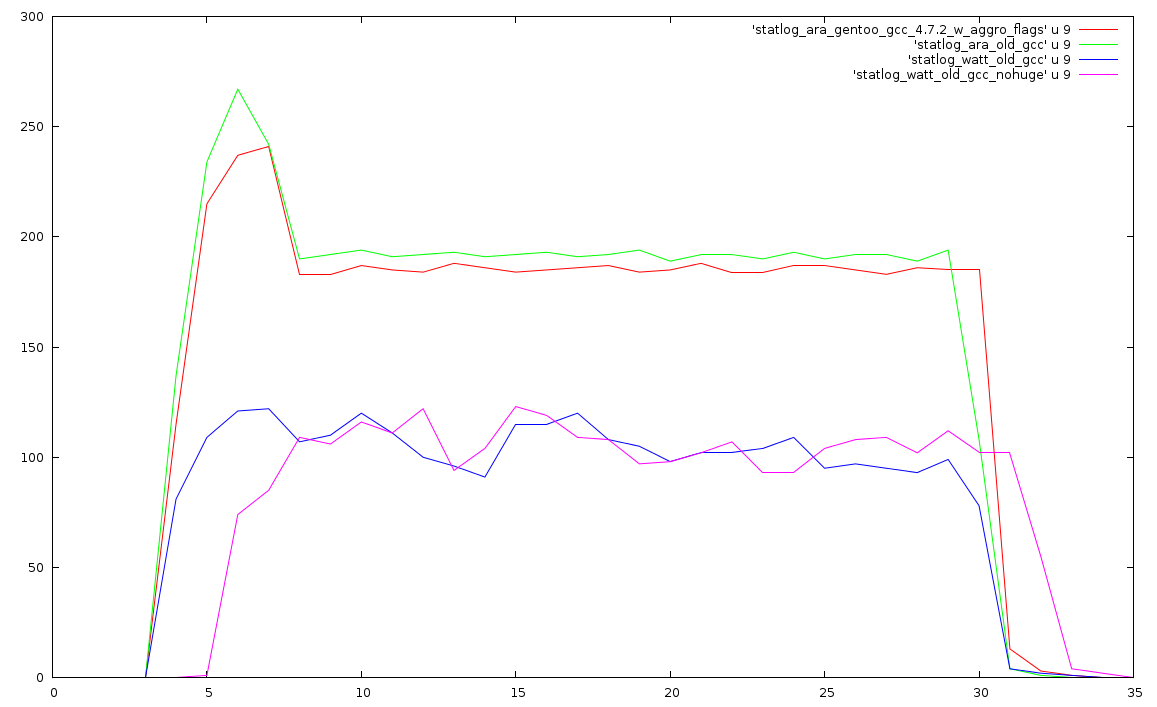 300
250
200
150
100
50
0
0 5 10 15 20 25 30 35
'statlog_ara_gentoo_gcc_4.7.2_w_aggro_flags' u 9
'statlog_ara_old_gcc' u 9
'statlog_watt_old_gcc' u 9
'statlog_watt_old_gcc_nohuge' u 9